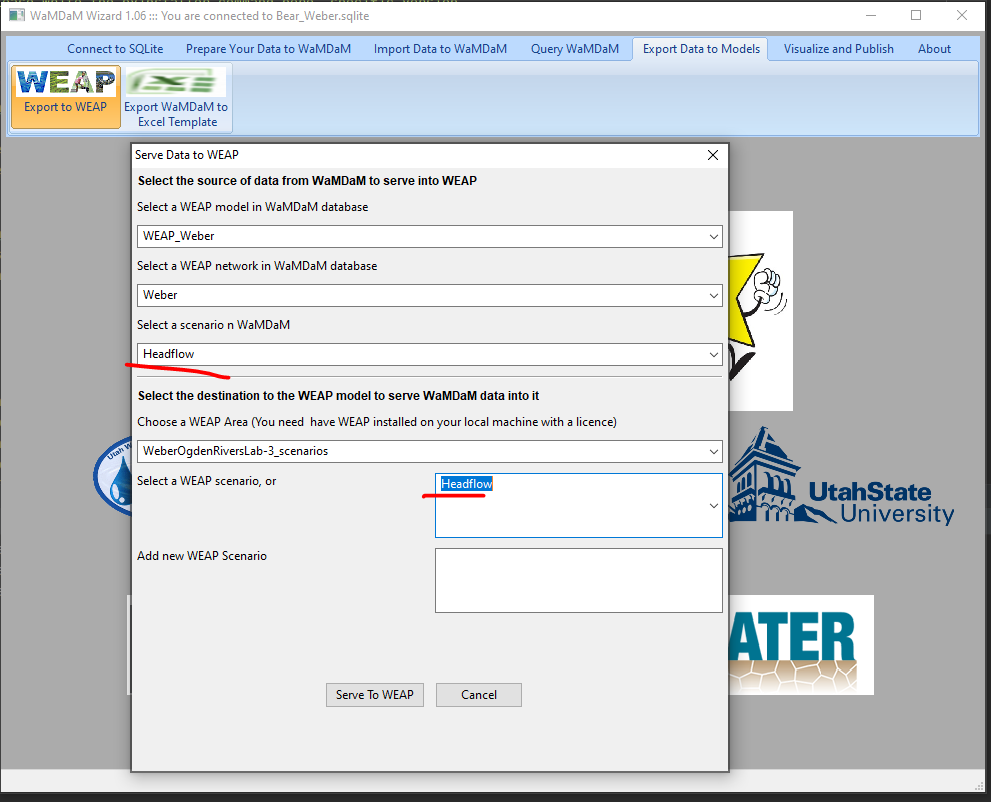 WaMDaM Wizard 1.06 ::: You are connected to Bear_Weber.sqlite
Connect to SQLite Prepare Your Data to WaMDaM Import Data to WaMDaM Query WaMDaM Export Data to Models Visualize and Publish About
WEAP
Export to WEAP
Export WaMDaM to
Excel Template
Serve Data to WEAP
Select the source of data from WaMDaM to serve into WEAP
Select a WEAP model in WaMDaM database
WEAP_Weber
Select a WEAP network in WaMDaM database
Weber
Select a scenario n WaMDaM
Headflow
Select the destination to the WEAP model to serve WaMDaM data into it
Choose a WEAP Area (You need  have WEAP installed on your local machine with a licence)
WeberOgdenRiversLab-3_scenarios
Select a WEAP scenario, or
Headflow
Add new WEAP Scenario
Serve To WEAP Cancel
Utah W
UtahState
University
ATER